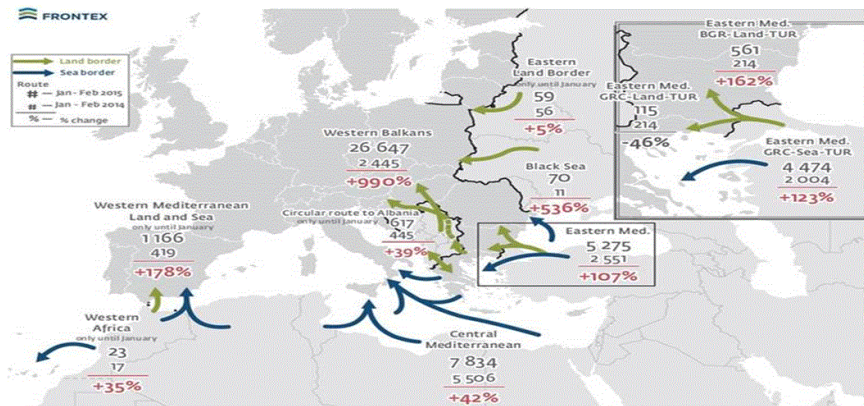 FRONTEX
Land border
Sea border
Route
# — Jan - Feb 2015
# — Jan - Feb 2014
% — % change
Western Balkans
26 647
2 445
+990%
Eastern
Land Border
only until January
59
56
+5%
Black Sea
70
11
+536%
Western Mediterranean
Land and Sea
only until January
1 166
419
+178%
Circular route to Albania
only until January
617
445
+39%
Eastern Med.
5 275
2 551
+107%
Western
Africa
only until January
23
17
+35%
Central
Mediterranean
7 834
5 506
+42%
Eastern Med.
BGR-Land-TUR
561
214
+162%
Eastern Med.
GRC-Land-TUR
115
214
-46%
Eastern Med.
GRC-Sea-TUR
4 474
2 004
+123%